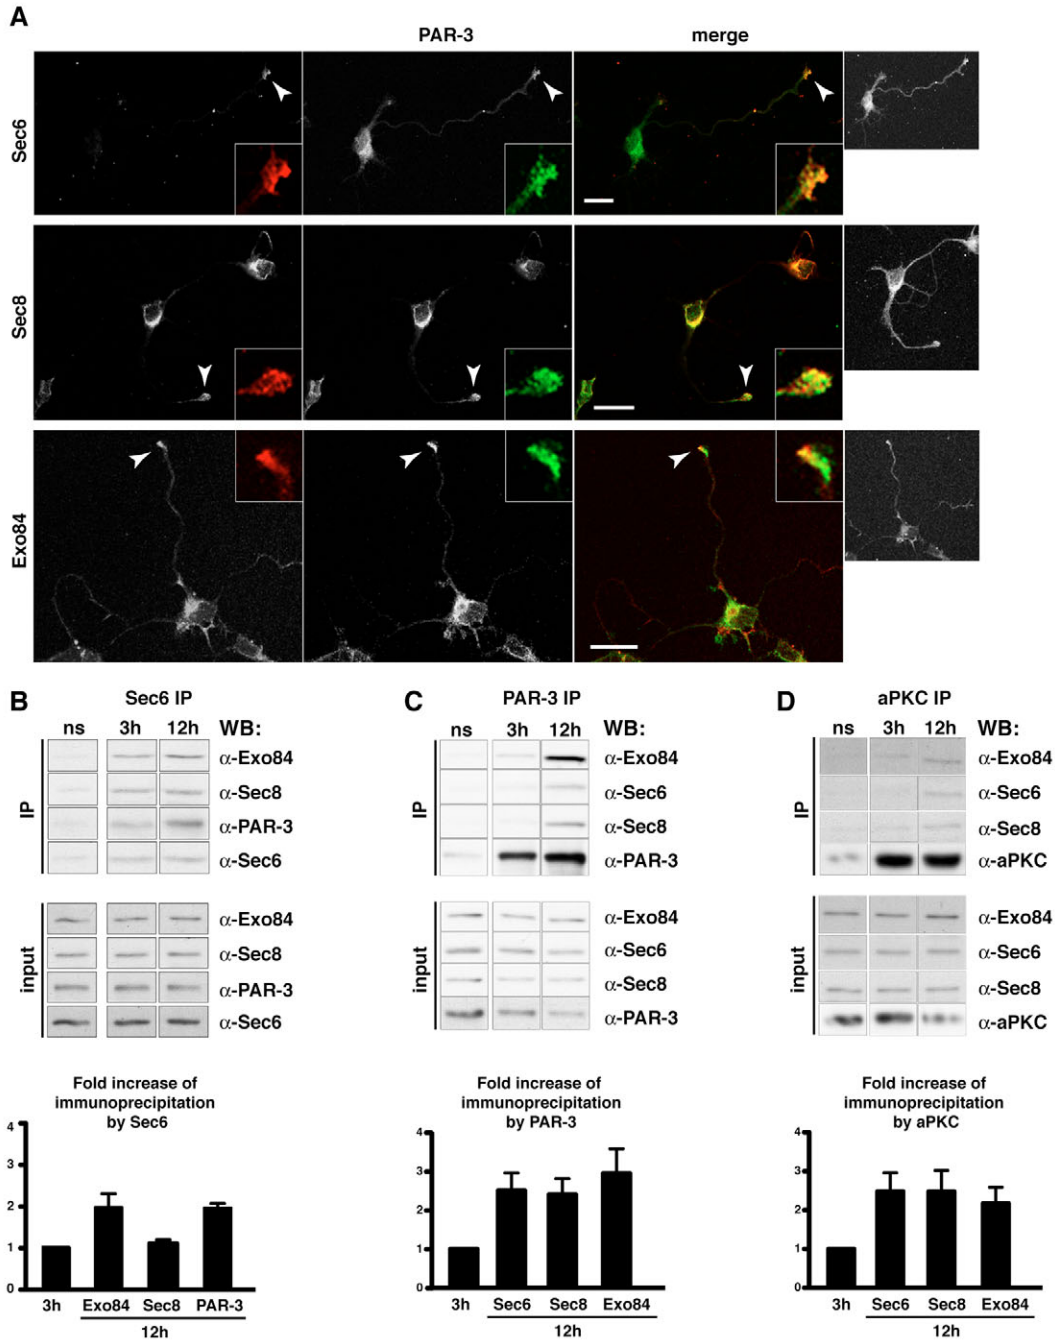 A
PAR-3 merge
Sec6
Sec8
Exo84
B Sec6 IP
ns 3h 12h WB:
IP
α-Exo84
α-Sec8
α-PAR-3
α-Sec6
input
α-Exo84
α-Sec8
α-PAR-3
α-Sec6
Fold increase of
immunoprecipitation
by Sec6
4
3
2
1
0
3h Exo84 Sec8 PAR-3
12h
C PAR-3 IP
ns 3h 12h WB:
IP
α-Exo84
α-Sec6
α-Sec8
α-PAR-3
input
α-Exo84
α-Sec6
α-Sec8
α-PAR-3
Fold increase of
immunoprecipitation
by PAR-3
4
3
2
1
0
3h Sec6 Sec8 Exo84
12h
D aPKC IP
ns 3h 12h WB:
IP
α-Exo84
α-Sec6
α-Sec8
α-aPKC
input
α-Exo84
α-Sec6
α-Sec8
α-aPKC
Fold increase of
immunoprecipitation
by aPKC
4
3
2
1
0
3h Sec6 Sec8 Exo84
12h